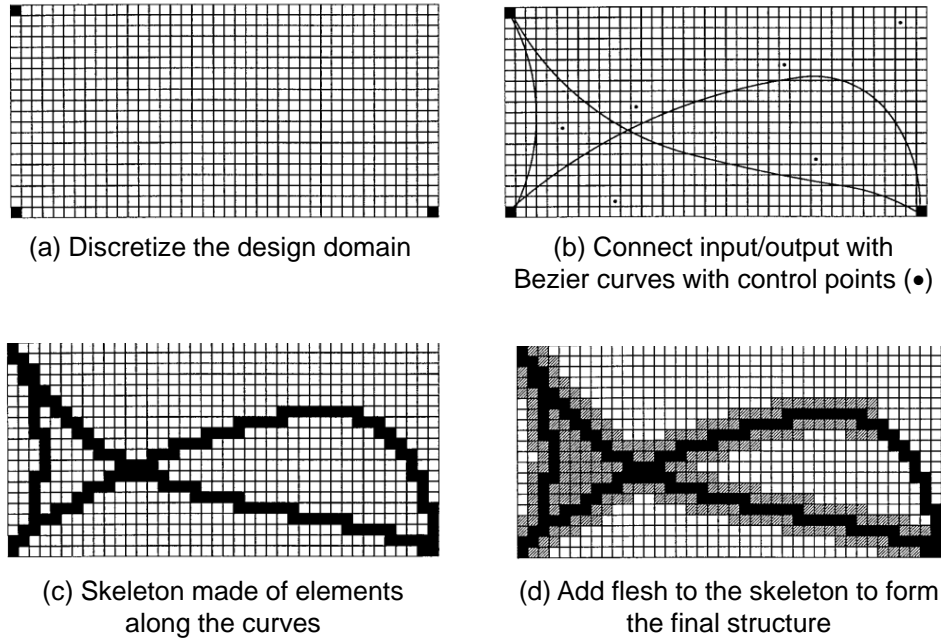 (a) Discretize the design domain
(b) Connect input/output with
Bezier curves with control points (•)
(c) Skeleton made of elements
along the curves
(d) Add flesh to the skeleton to form
the final structure